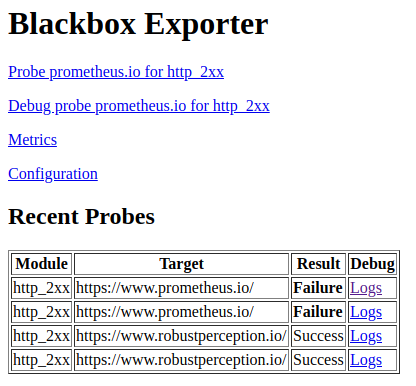 Blackbox Exporter
Probe prometheus.io for http_2xx
Debug probe prometheus.io for http_2xx
Metrics
Configuration
Recent Probes
Module Target Result Debug
http_2xx https://www.prometheus.io/ Failure Logs
http_2xx https://www.prometheus.io/ Failure Logs
http_2xx https://www.robustperception.io/ Success Logs
http_2xx https://www.robustperception.io/ Success Logs